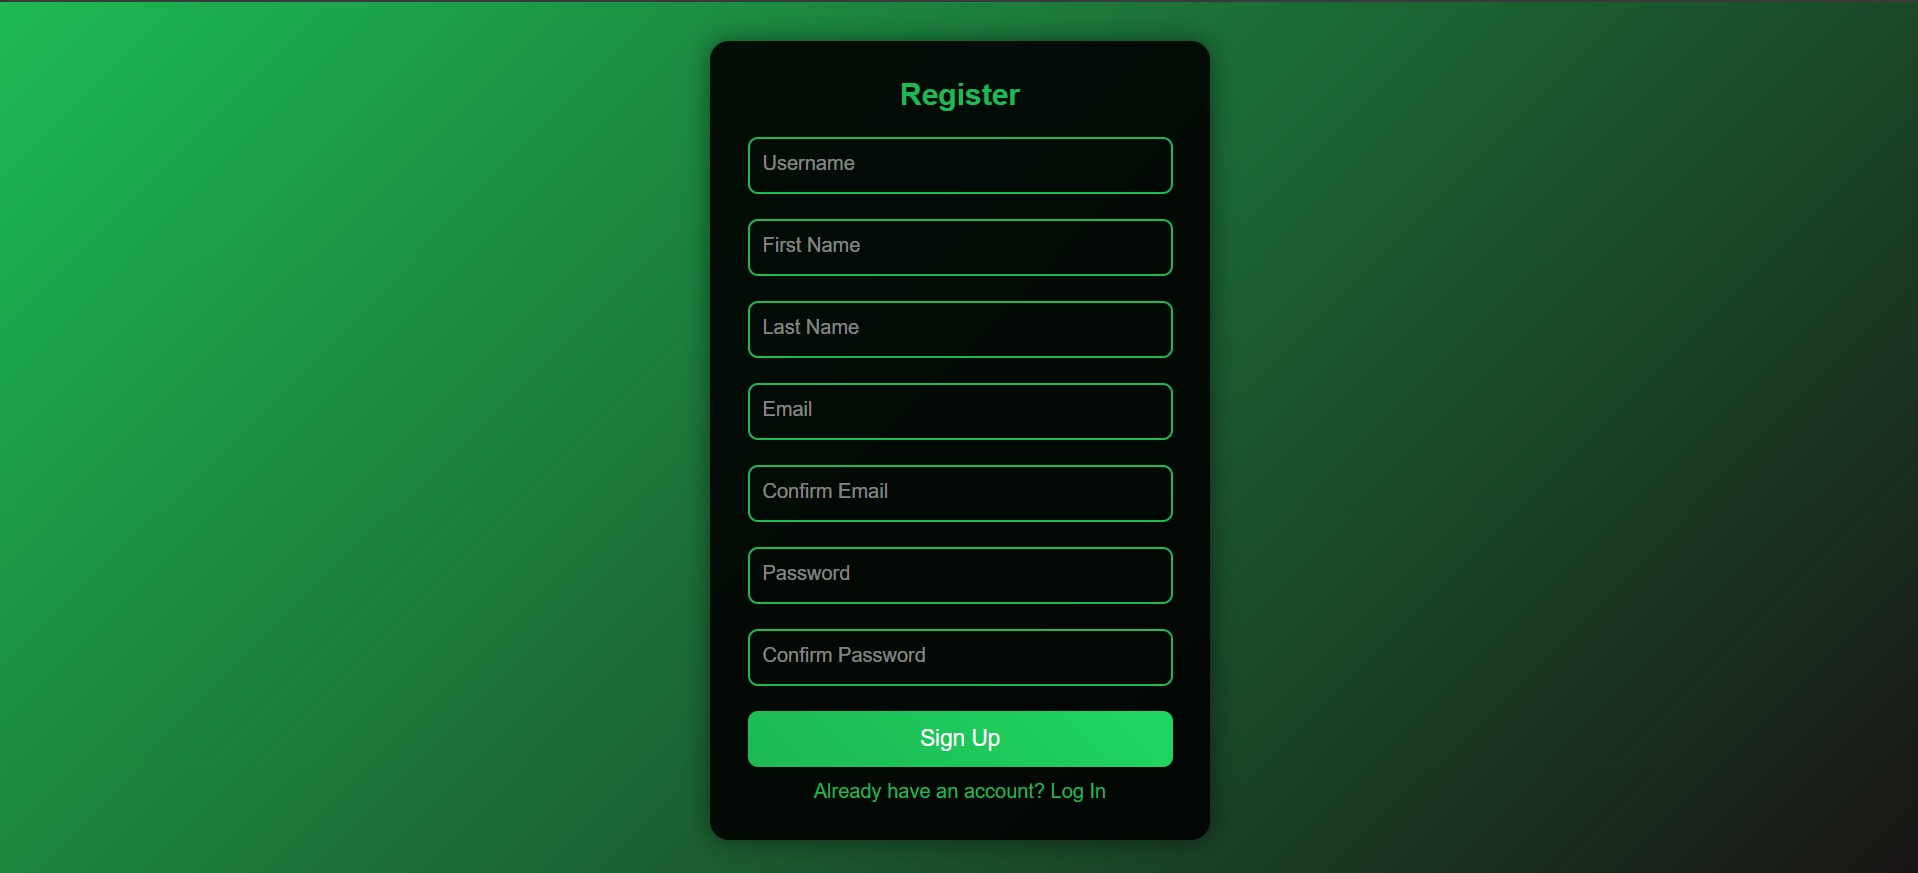 Register
Username
First Name
Last Name
Email
Confirm Email
Password
Confirm Password
Sign Up
Already have an account? Log In